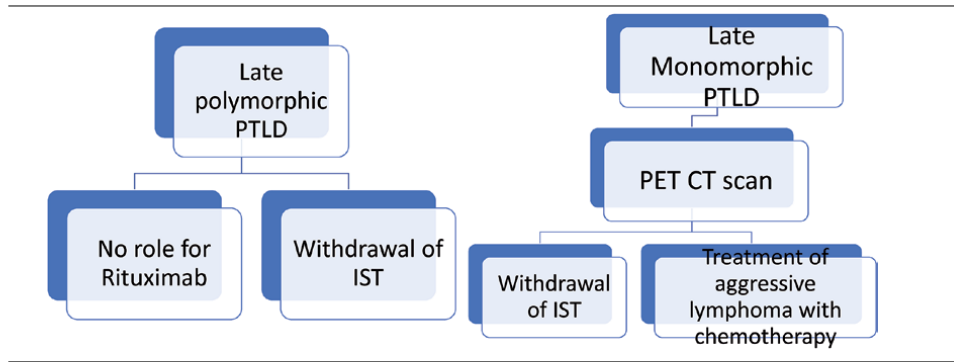 Late
polymorphic
PTLD
No role for
Rituximab
Withdrawal of
IST
Late
Monomorphic
PTLD
PET CT scan
Withdrawal
of IST
Treatment of
aggressive
lymphoma with
chemotherapy